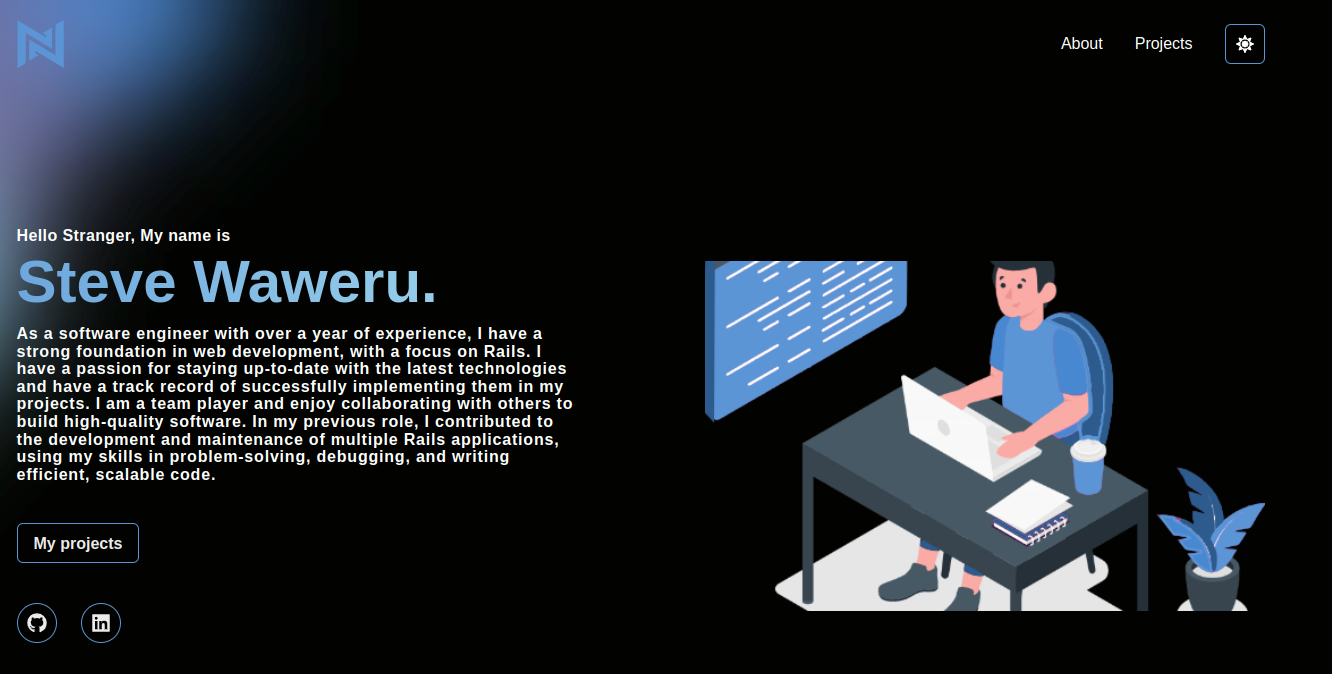 About
Projects
Hello Stranger, My name is
Steve Waweru.
As a software engineer with over a year of experience, I have a
strong foundation in web development, with a focus on Rails. I
have a passion for staying up-to-date with the latest technologies
and have a track record of successfully implementing them in my
projects. I am a team player and enjoy collaborating with others to
build high-quality software. In my previous role, I contributed to
the development and maintenance of multiple Rails applications,
using my skills in problem-solving, debugging, and writing
efficient, scalable code.
My projects
in